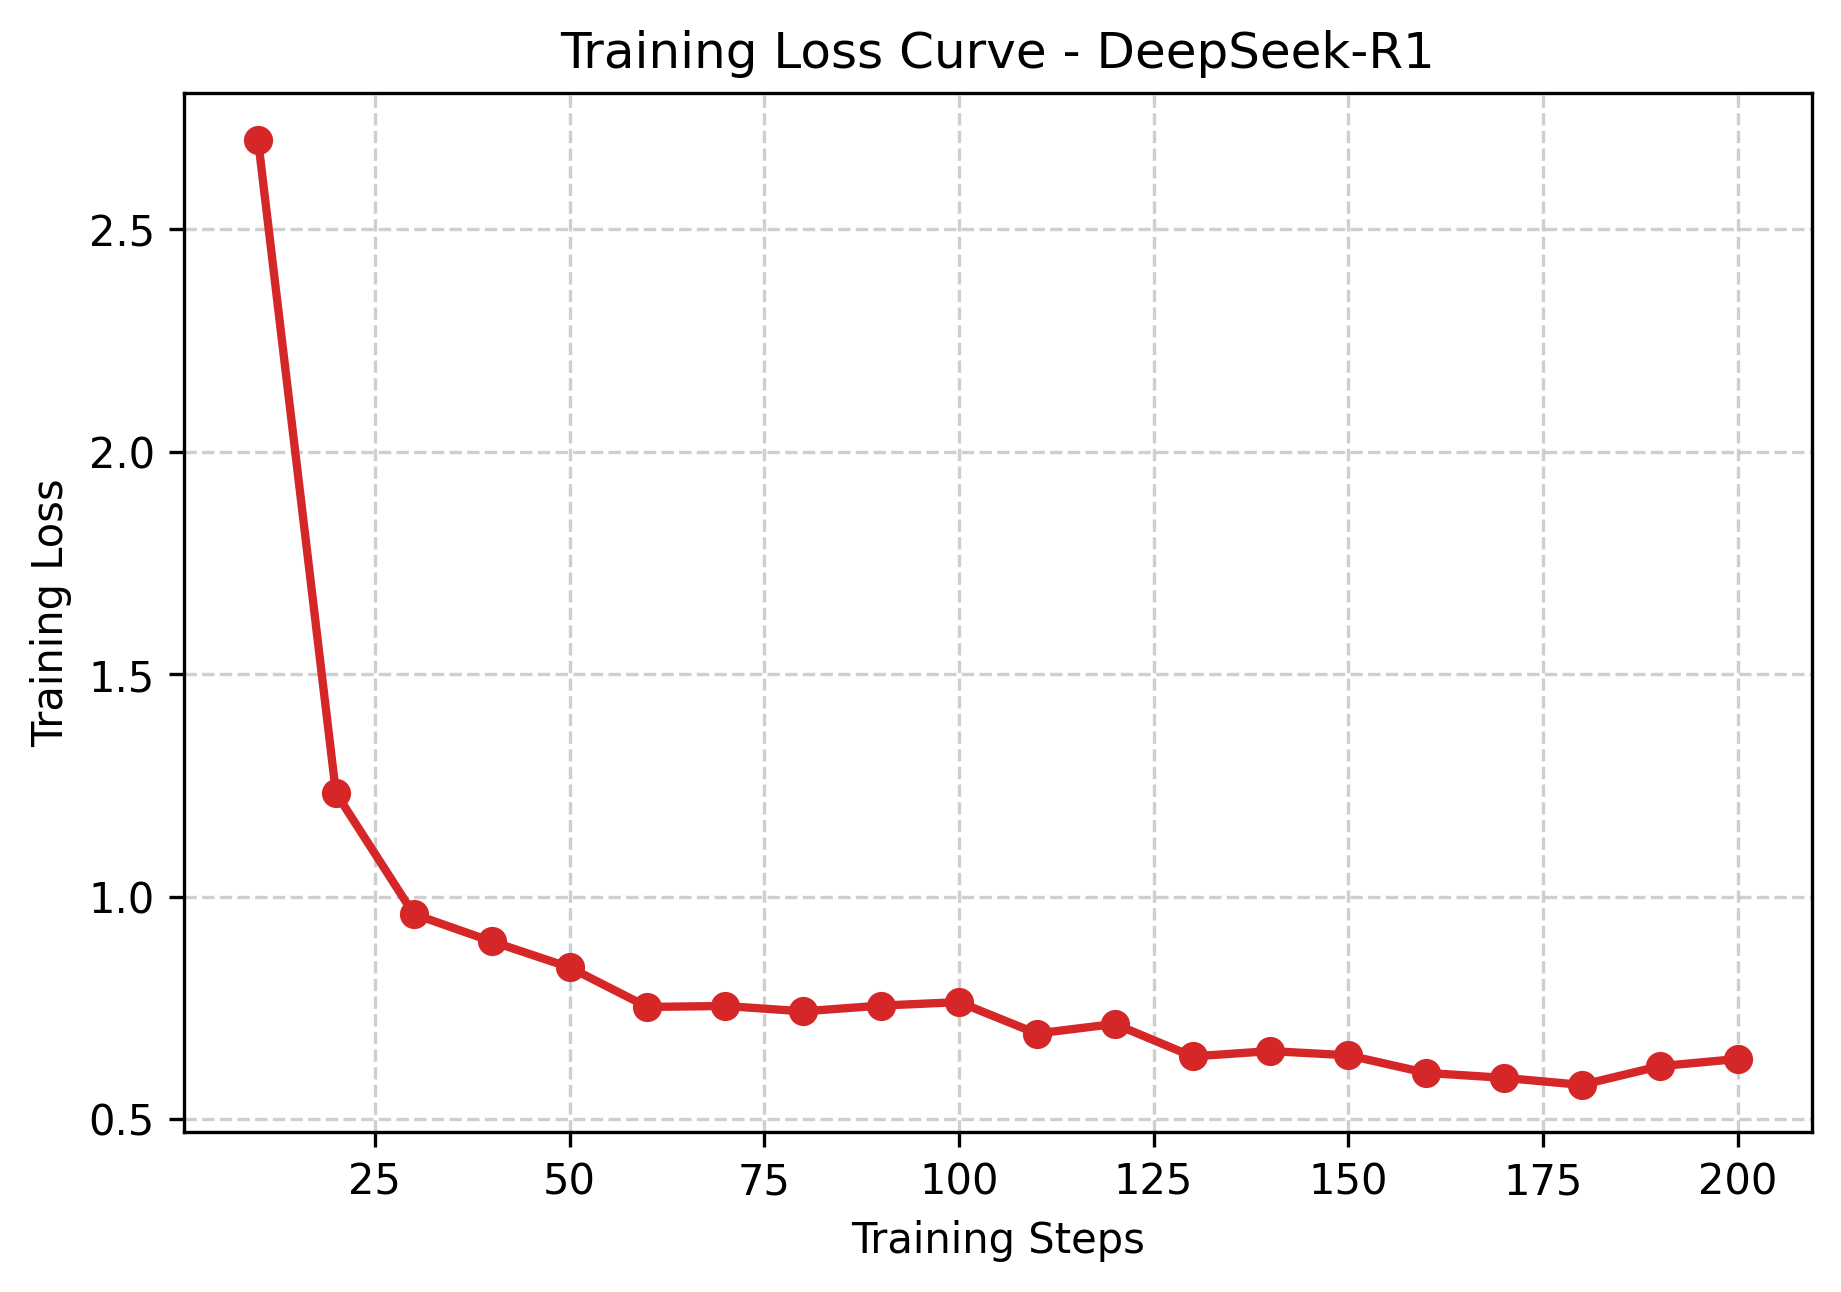 Training Loss Curve - DeepSeek-R1
Training Loss
2.5
2.0
1.5
1.0
0.5
25 50 75 100 125 150 175 200
Training Steps